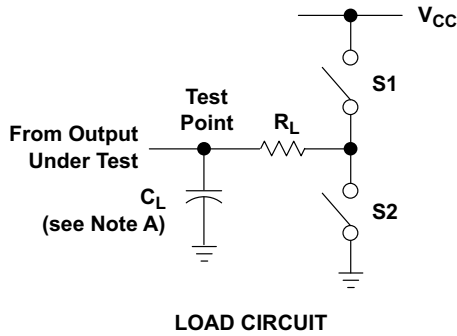 VCC
S1
Test
Point
RL
From Output
Under Test
CL
(see Note A)
S2
LOAD CIRCUIT